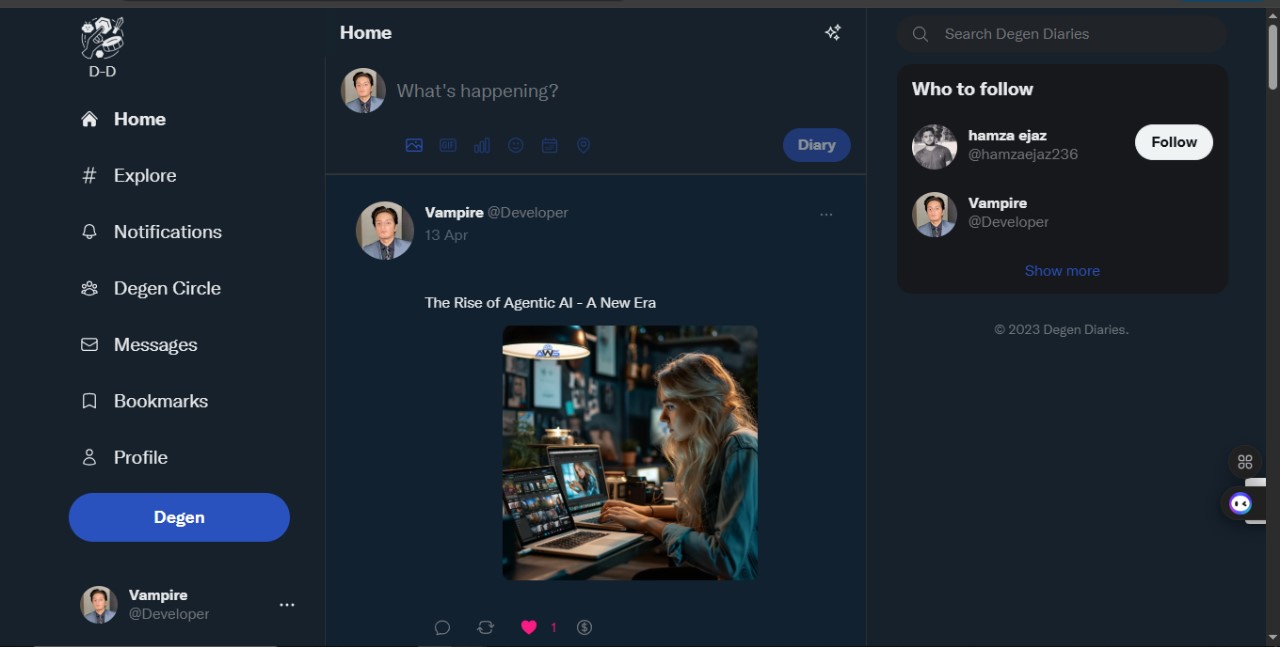 D-D
Home
Explore
Notifications
Degen Circle
Messages
Bookmarks
Profile
Degen
Vampire
@Developer
Home
What's happening?
GIF
Diary
Vampire @Developer
13 Apr
The Rise of Agentic AI - A New Era
AWS
1
Search Degen Diaries
Who to follow
hamza ejaz
@hamzaejaz236
Follow
Vampire
@Developer
Show more
© 2023 Degen Diaries.